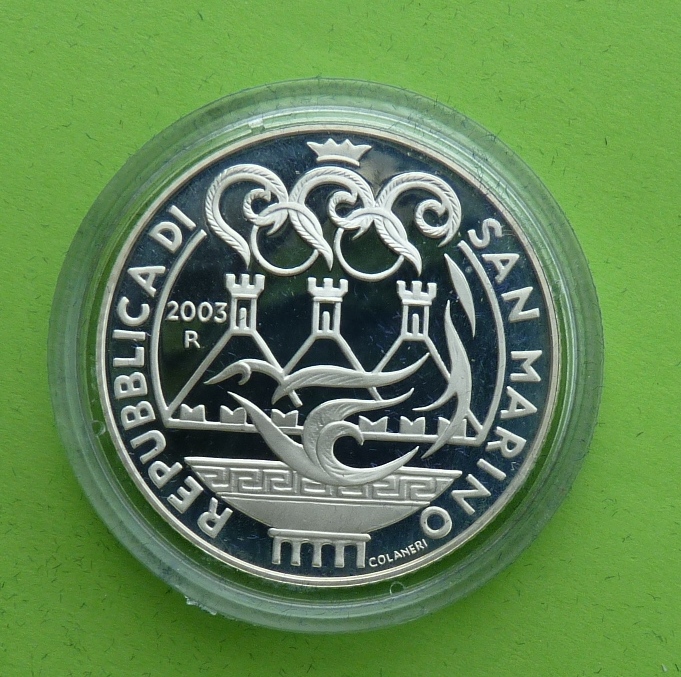 REPUBBLICA DI SAN MARINO
2003
R
COLANERI